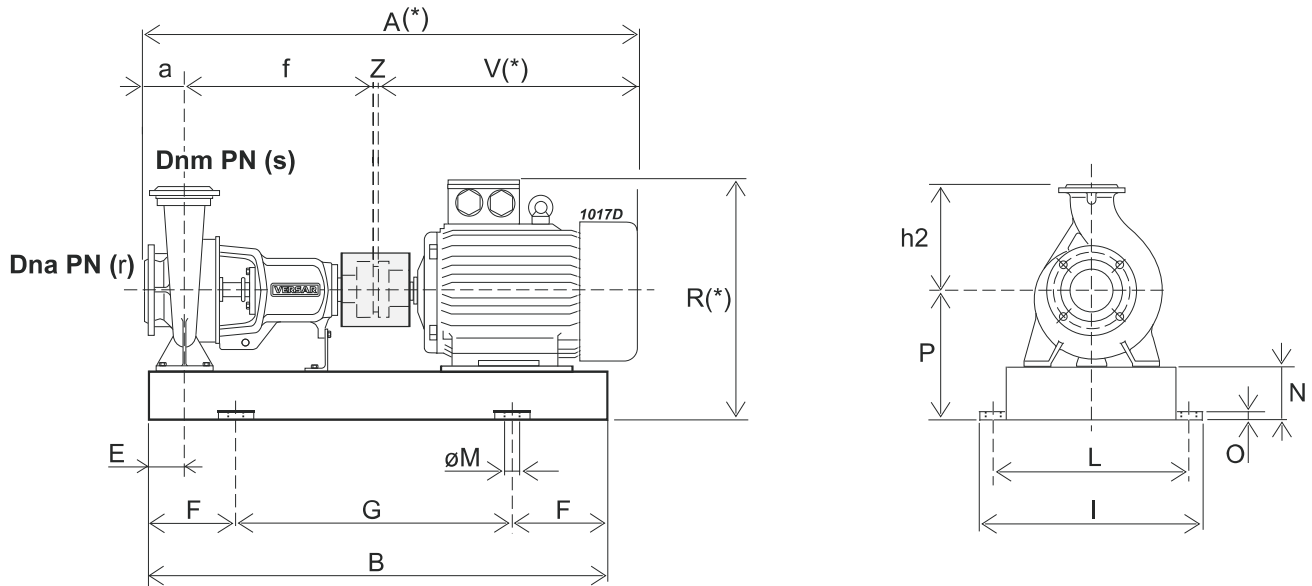 A(*)
a f Z V(*)
Dnm PN (s)
1017D
Dna PN (r)
VERSAR
R(*)
h2
P
N
E
øM
O
L
F G F
I
B